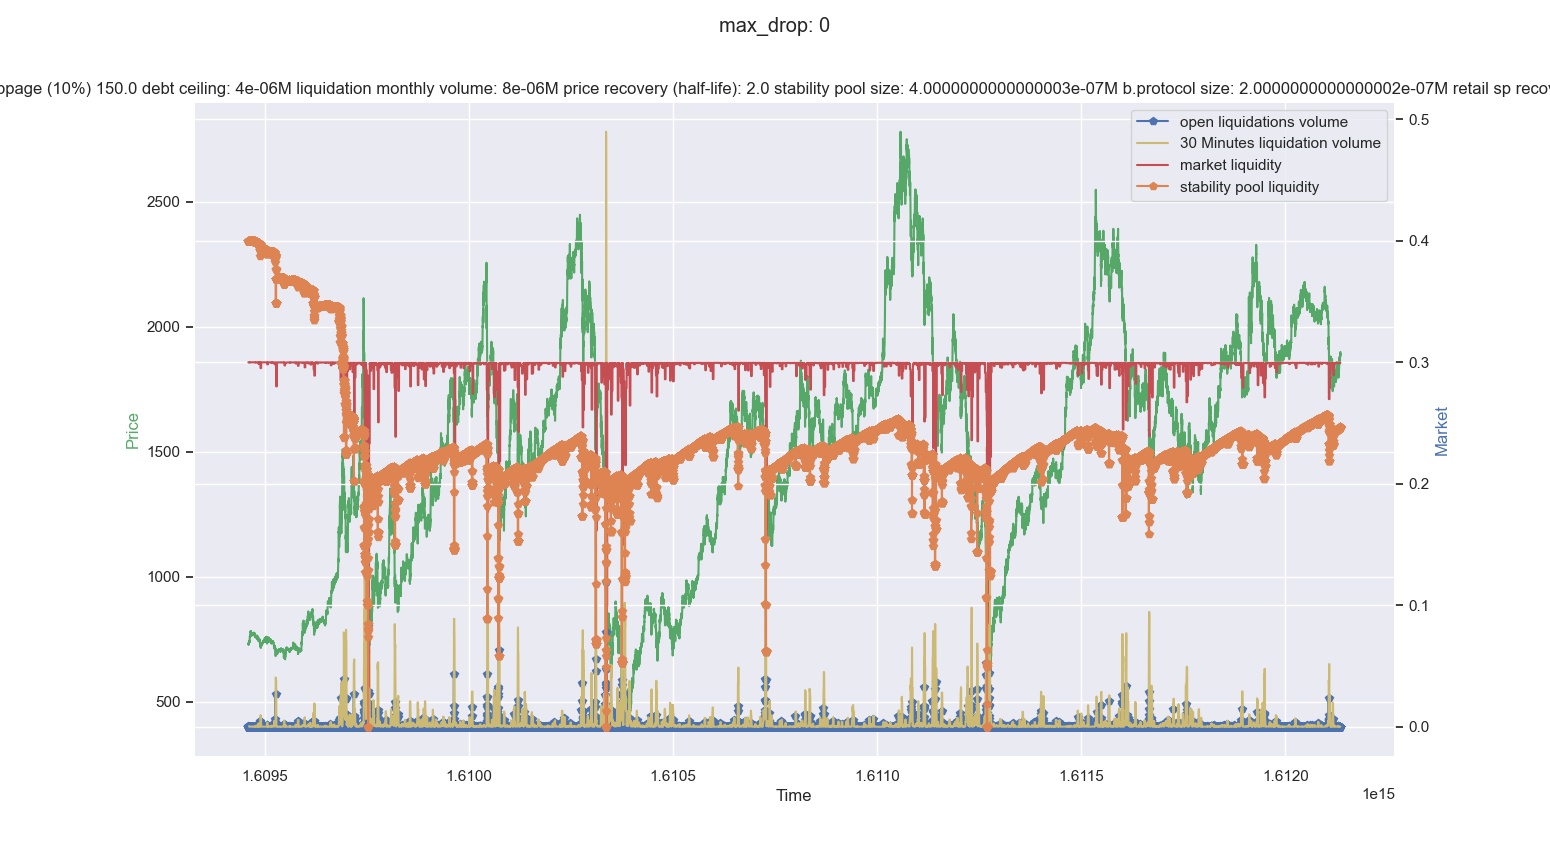 max_drop: 0
(10%) 150.0 debt ceiling: 4e-06M liquidation monthly volume: 8e-06M price recovery (half-life): 2.0 stability pool size: 4.0000000000000003e-07M b.protocol size: 2.0000000000000002e-07M retail sp
open liquidations volume
30 Minutes liquidation volume
market liquidity
stability pool liquidity
2500
2000
1500
1000
500
Price
0.5
0.4
0.3
0.2
0.1
0.0
Market
1.6095
1.6100
1.6105
1.6110
1.6115
1.6120
Time
1e15